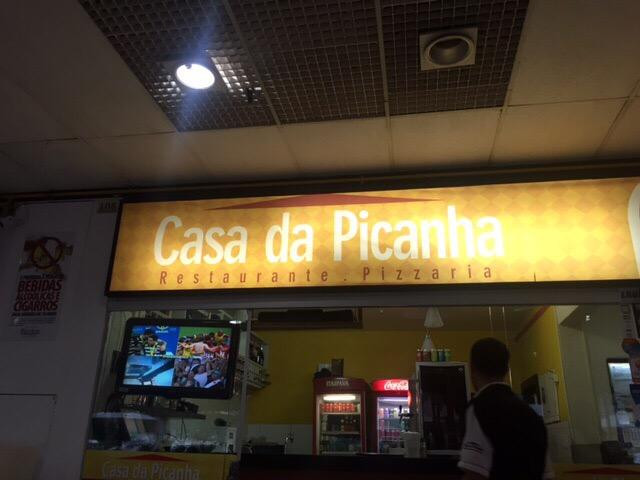 Casa da Picanha
Restaurante . Pizzaria
BEBIDAS
ALCOÓLICAS E
CIGARROS
ITAIPAVA
Coca-Cola
Casa da Picanha